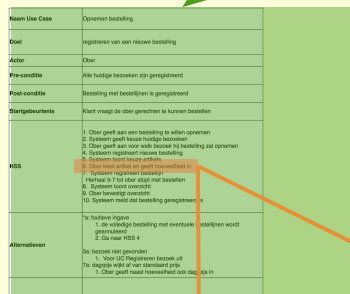 Naam Use Case
Opnemen bestelling
Doel
registreren van een nieuwe bestelling
Actor
Ober
Pre-conditie
Alle huidige bezoeken zijn geregistreerd
Post-conditie
Bestelling met bestellijnen is geregistreerd
Startgebeurtenis
Klant vraagt de ober gerechten te kunnen bestellen
HSS
1. Ober geeft aan een bestelling te willen opnemen
2. Systeem geeft keuze huidige bezoeken
3. Ober geeft aan voor welk bezoek hij bestelling zal opnemen
4. Systeem registreert nieuwe bestelling
5. Systeem toont keuze artikels
6. Ober kiest artikel en geeft hoeveelheid in
7. Systeem registreert bestellijn
Herhaal 5-7 tot ober stopt met bestellen
8. Systeem toont overzicht
9. Ober bevestigt overzicht
10. Systeem meld dat bestelling geregistreerd is
Alternatieven
*a: foutieve ingave
1. de volledige bestelling met eventuele bestellijnen wordt
geannuleerd
2. Ga naar HSS 4
3a: bezoek niet gevonden
1. Voor UC Registreren bezoek uit
7a: dagprijs wijkt af van standaard prijs
1. Ober geeft naast hoeveelheid ook dagprijs in